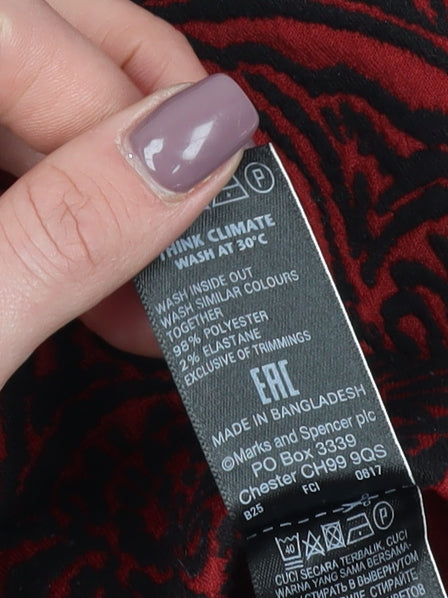 P
THINK CLIMATE
WASH AT 30°C
WASH INSIDE OUT
WASH SIMILAR COLOURS
TOGETHER
98% POLYESTER
2% ELASTANE
EXCLUSIVE OF TRIMMINGS
EAC
MADE IN BANGLADESH
©Marks and Spencer plc
PO Box 3339
Chester CH99 9QS
B25 FCI 0817
40 P
CUCI SECARA TERBALIK, CUCI
WARNA YANG SAMA BERSAMA
СТИРАТЬ В ВЫВЕРНУТОМ